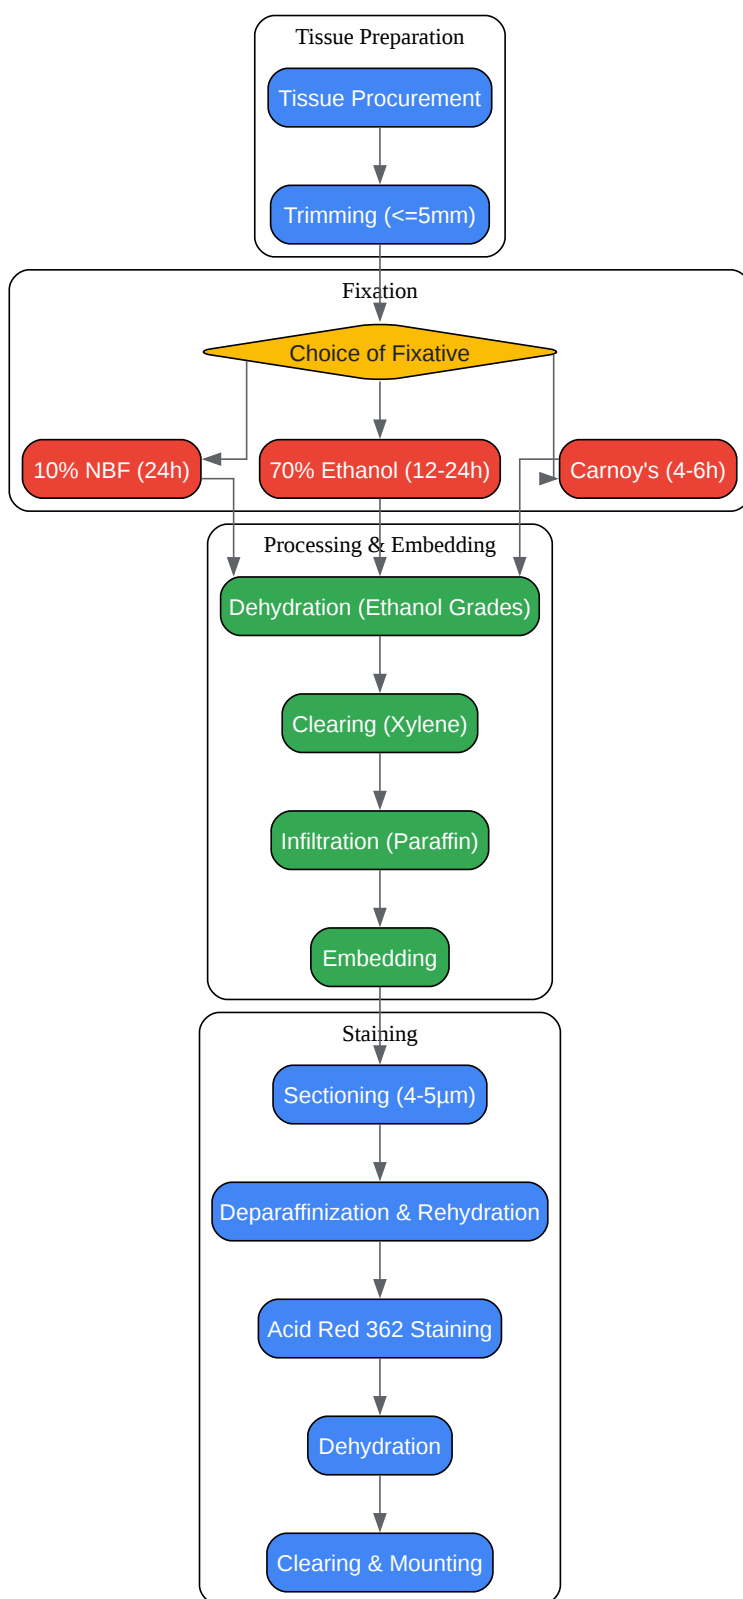 Tissue Preparation
Tissue Procurement
Trimming (<=5mm)
Fixation
Choice of Fixative
10% NBF (24h)
70% Ethanol (12-24h)
Carnoy's (4-6h)
Processing & Embedding
Dehydration (Ethanol Grades)
Clearing (Xylene)
Infiltration (Paraffin)
Embedding
Staining
Sectioning (4-5µm)
Deparaffinization & Rehydration
Acid Red 362 Staining
Dehydration
Clearing & Mounting